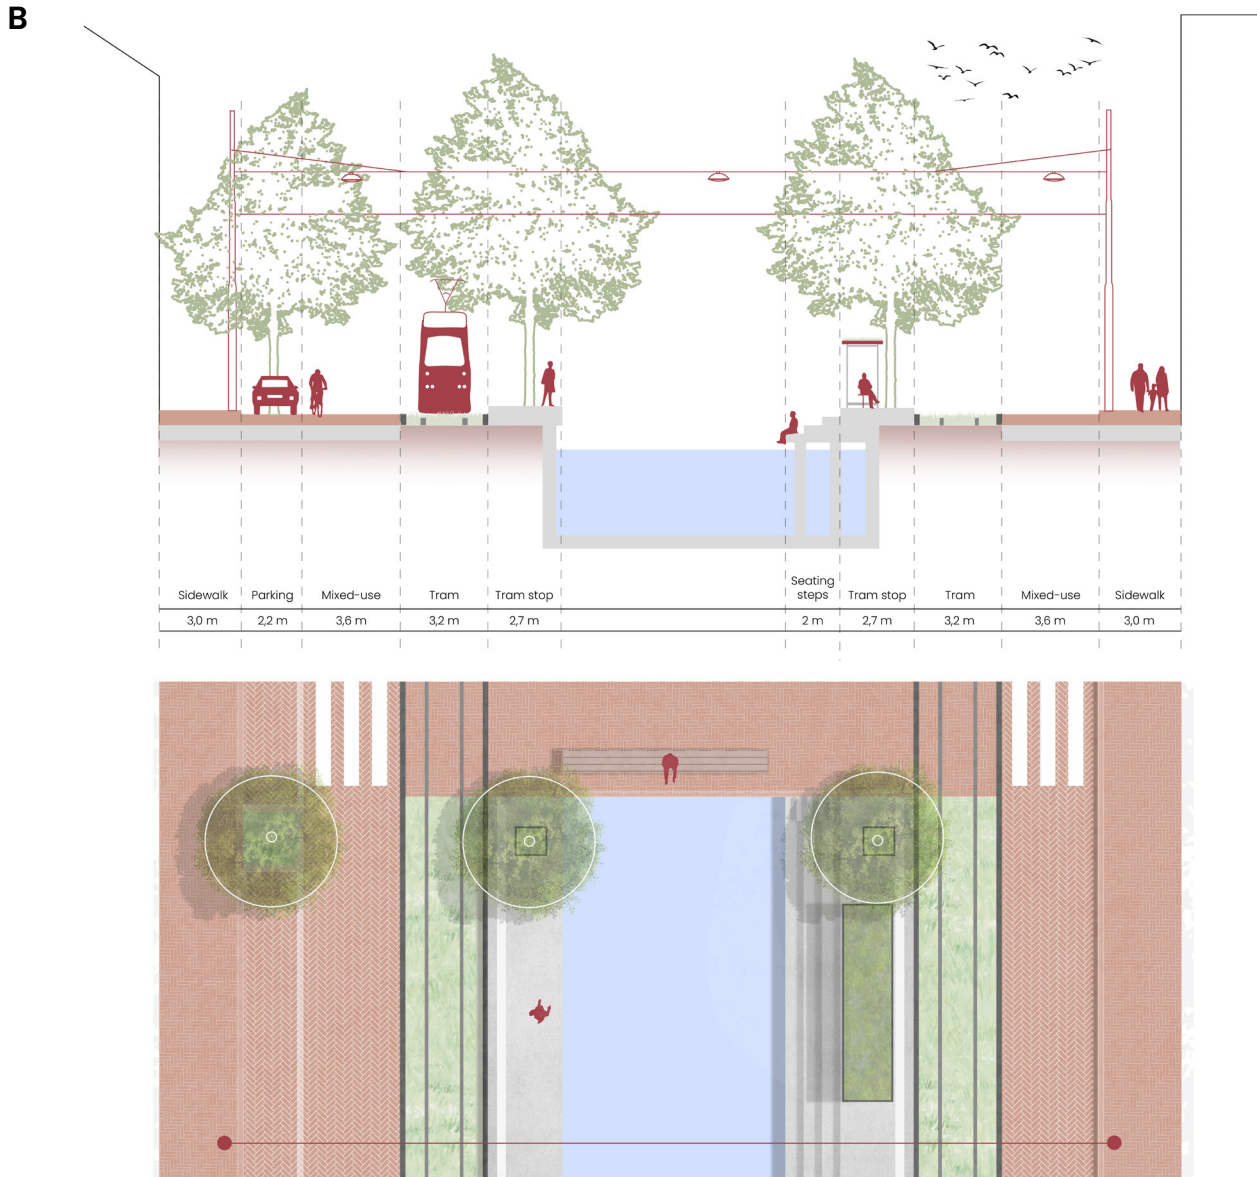 B
Sidewalk Parking Mixed-use Tram Tram stop Seating steps Tram stop Tram Mixed-use Sidewalk
3,0 m 2,2 m 3,6 m 3,2 m 2,7 m 2 m 2,7 m 3,2 m 3,6 m 3,0 m